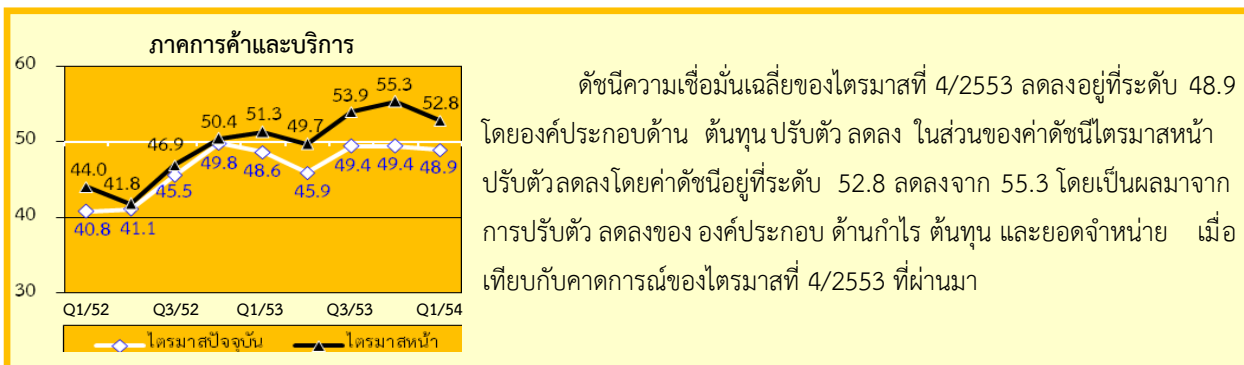 ภาคการค้าและบริการ
60
50
40
30
44.0
41.8
46.9
50.4
51.3
49.7
53.9
55.3
52.8
40.8
41.1
45.5
49.8
48.6
45.9
49.4
49.4
48.9
Q1/52 Q3/52 Q1/53 Q3/53 Q1/54
ไตรมาสปัจจุบัน ไตรมาสหน้า
ดัชนีความเชื่อมั่นเฉลี่ยของไตรมาสที่ 4/2553 ลดลงอยู่ที่ระดับ 48.9
โดยองค์ประกอบด้าน ต้นทุน ปรับตัว ลดลง ในส่วนของค่าดัชนีไตรมาสหน้า
ปรับตัวลดลงโดยค่าดัชนีอยู่ที่ระดับ 52.8 ลดลงจาก 55.3 โดยเป็นผลมาจาก
การปรับตัว ลดลงของ องค์ประกอบ ด้านกำไร ต้นทุน และยอดจำหน่าย เมื่อ
เทียบกับคาดการณ์ของไตรมาสที่ 4/2553 ที่ผ่านมา